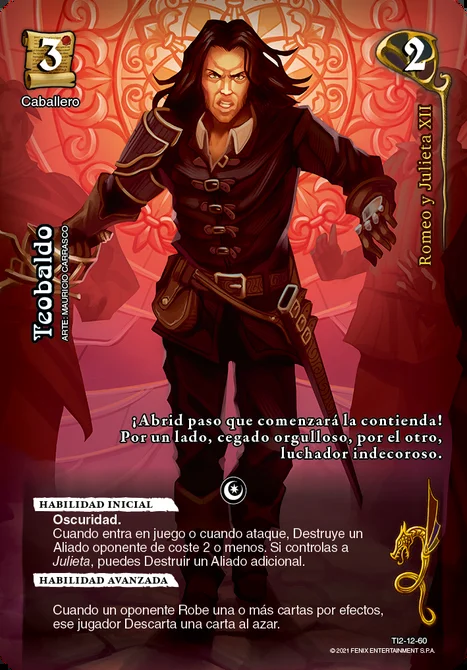 3
2
Caballero
Romeo y Julieta XII
Teobaldo
ARTE: MAURICIO CARRASCO
¡Abrid paso que comenzará la contienda!
Por un lado, cegado orgulloso, por el otro,
luchador indecoroso.
HABILIDAD INICIAL
Oscuridad.
Cuando entra en juego o cuando ataque, Destruye un
Aliado oponente de coste 2 o menos. Si controlas a
Julieta, puedes Destruir un Aliado adicional.
HABILIDAD AVANZADA
Cuando un oponente Robe una o más cartas por efectos,
ese jugador Descarta una carta al azar.
TI2-12-60
© 2021 FENIX ENTERTAINMENT S.P.A.